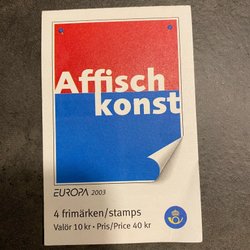 Affisch
konst
EUROPA 2003
4 frimärken/stamps
Valör 10 kr • Pris/Price 40 kr